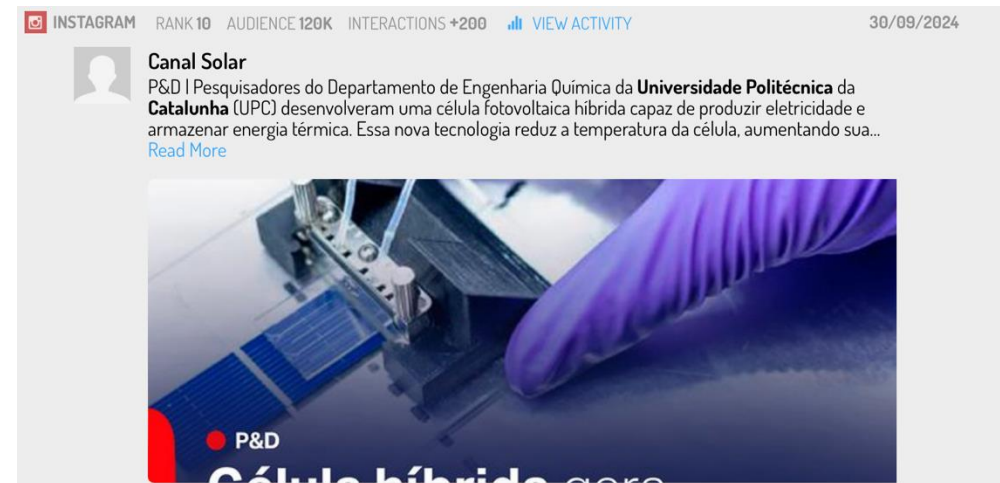 INSTAGRAM RANK 10 AUDIENCE 120K INTERACTIONS +200 VIEW ACTIVITY 30/09/2024
Canal Solar
P&D | Pesquisadores do Departamento de Engenharia Química da Universidade Politécnica da
Catalunha (UPC) desenvolveram uma célula fotovoltaica híbrida capaz de produzir eletricidade e
armazenar energia térmica. Essa nova tecnologia reduz a temperatura da célula, aumentando sua...
Read More
P&D
Célula híbrida gera